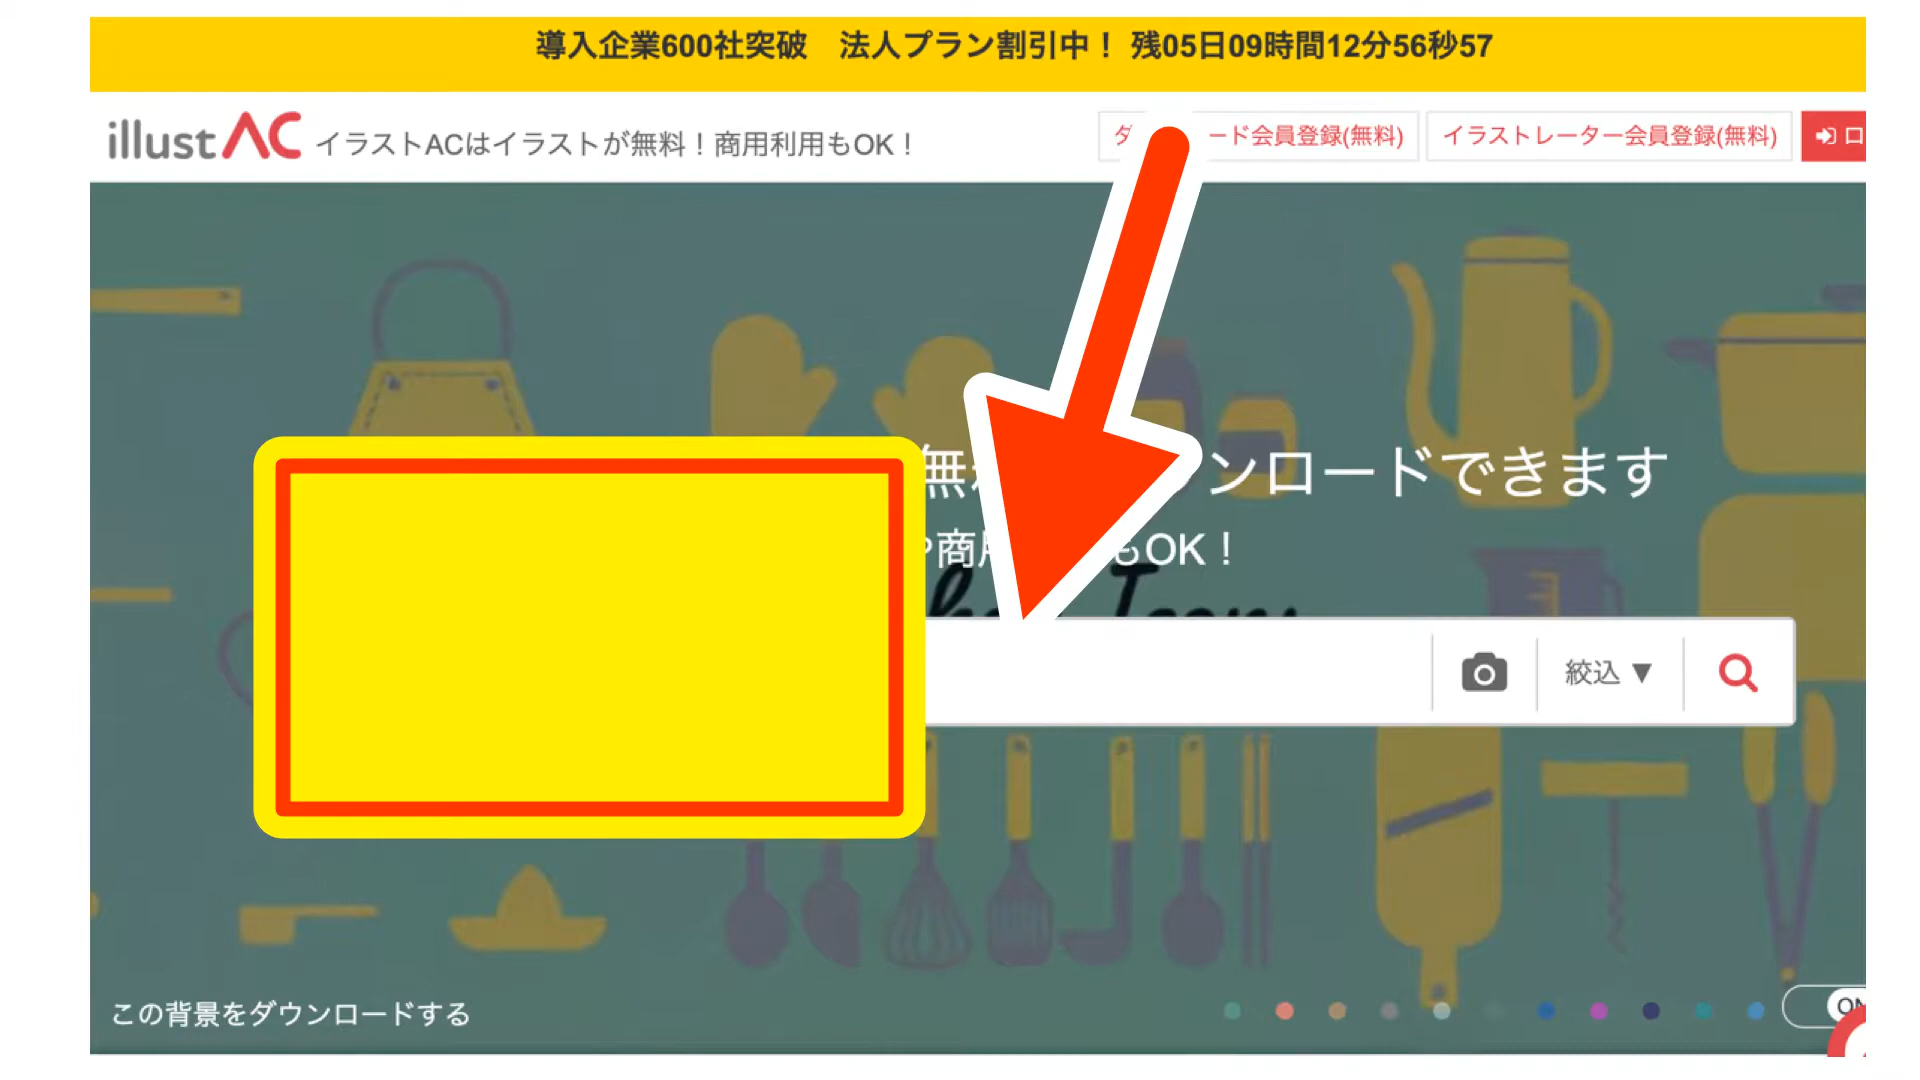 導入企業600社突破　法人プラン割引中！ 残05日09時間12分56秒57
illustAC イラストACはイラストが無料！商用利用もOK！
ード会員登録(無料)
イラストレーター会員登録(無料)
ンロードできます
もOK！
絞込 ▼
この背景をダウンロードする